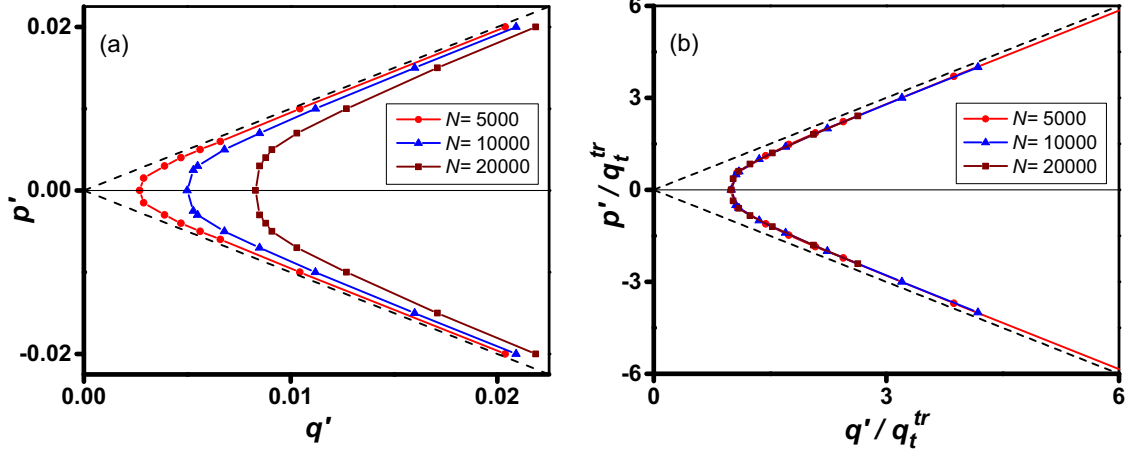 (a)
0.02
0.00
-0.02
p'
N= 5000
N= 10000
N= 20000
0.00
0.01
0.02
q'
(b)
6
3
0
-3
-6
p'/ q_t^tr
N= 5000
N= 10000
N= 20000
0
3
6
q'/ q_t^tr